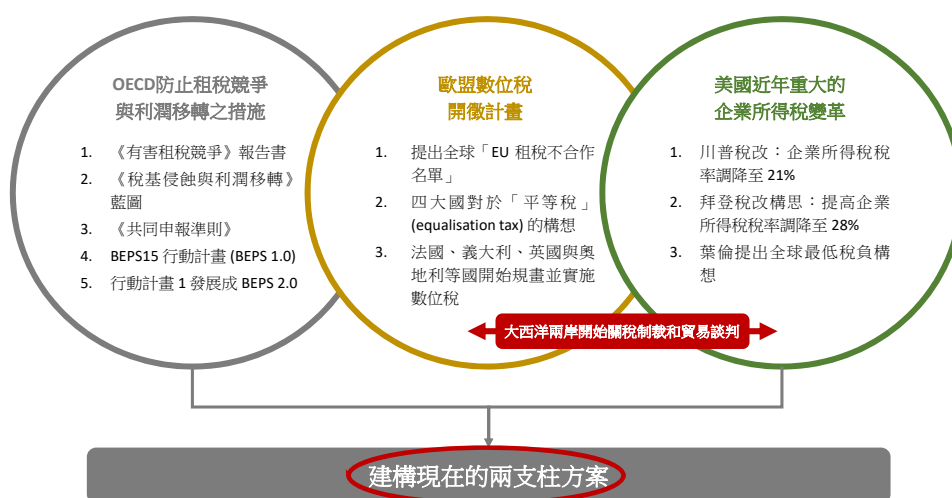 OECD防止租稅競爭
與利潤移轉之措施
1. 《有害租稅競爭》報告書
2. 《稅基侵蝕與利潤移轉》
藍圖
3. 《共同申報準則》
4. BEPS15 行動計畫 (BEPS 1.0)
5. 行動計畫 1 發展成 BEPS 2.0
歐盟數位稅
開徵計畫
1. 提出全球「EU 租稅不合作
名單」
2. 四大國對於「平等稅」
(equalisation tax) 的構想
3. 法國、義大利、英國與奧
地利等國開始規畫並實施
數位稅
美國近年重大的
企業所得稅變革
1. 川普稅改：企業所得稅稅
率調降至 21%
2. 拜登稅改構思：提高企業
所得稅稅率調降至 28%
3. 葉倫提出全球最低稅負構
想
大西洋兩岸開始關稅制裁和貿易談判
建構現在的兩支柱方案